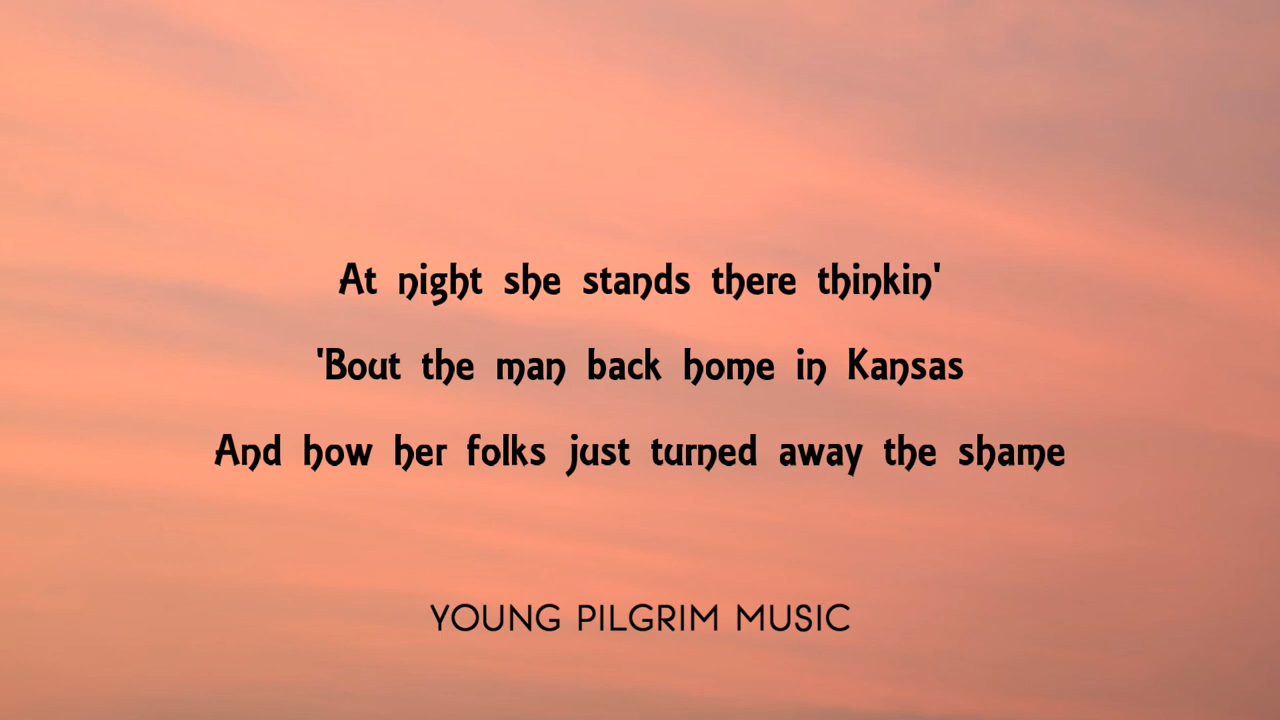 At night she stands there thinkin'
'Bout the man back home in Kansas
And how her folks just turned away the shame
YOUNG PILGRIM MUSIC